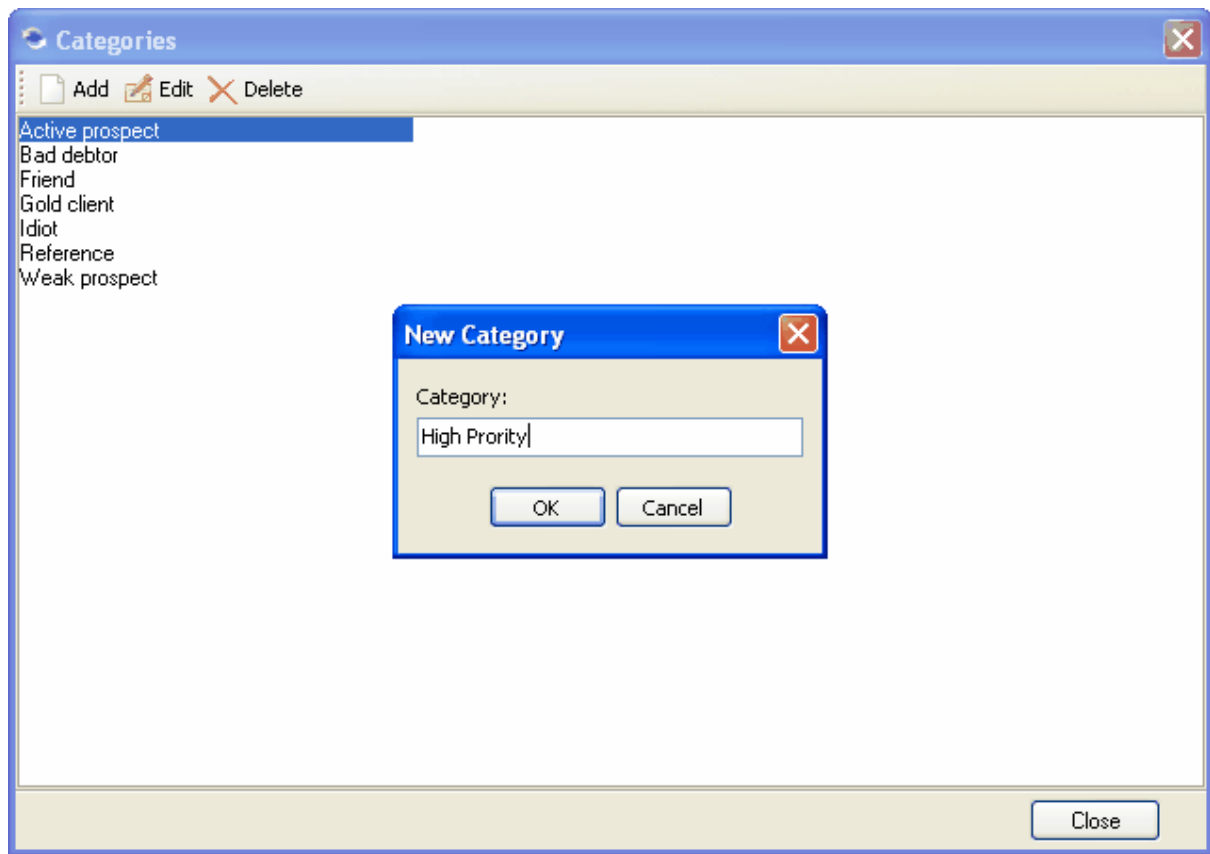 Categories
Add Edit Delete
Active prospect
Bad debtor
Friend
Gold client
Idiot
Reference
Weak prospect
New Category
Category:
High Prority
OK Cancel
Close